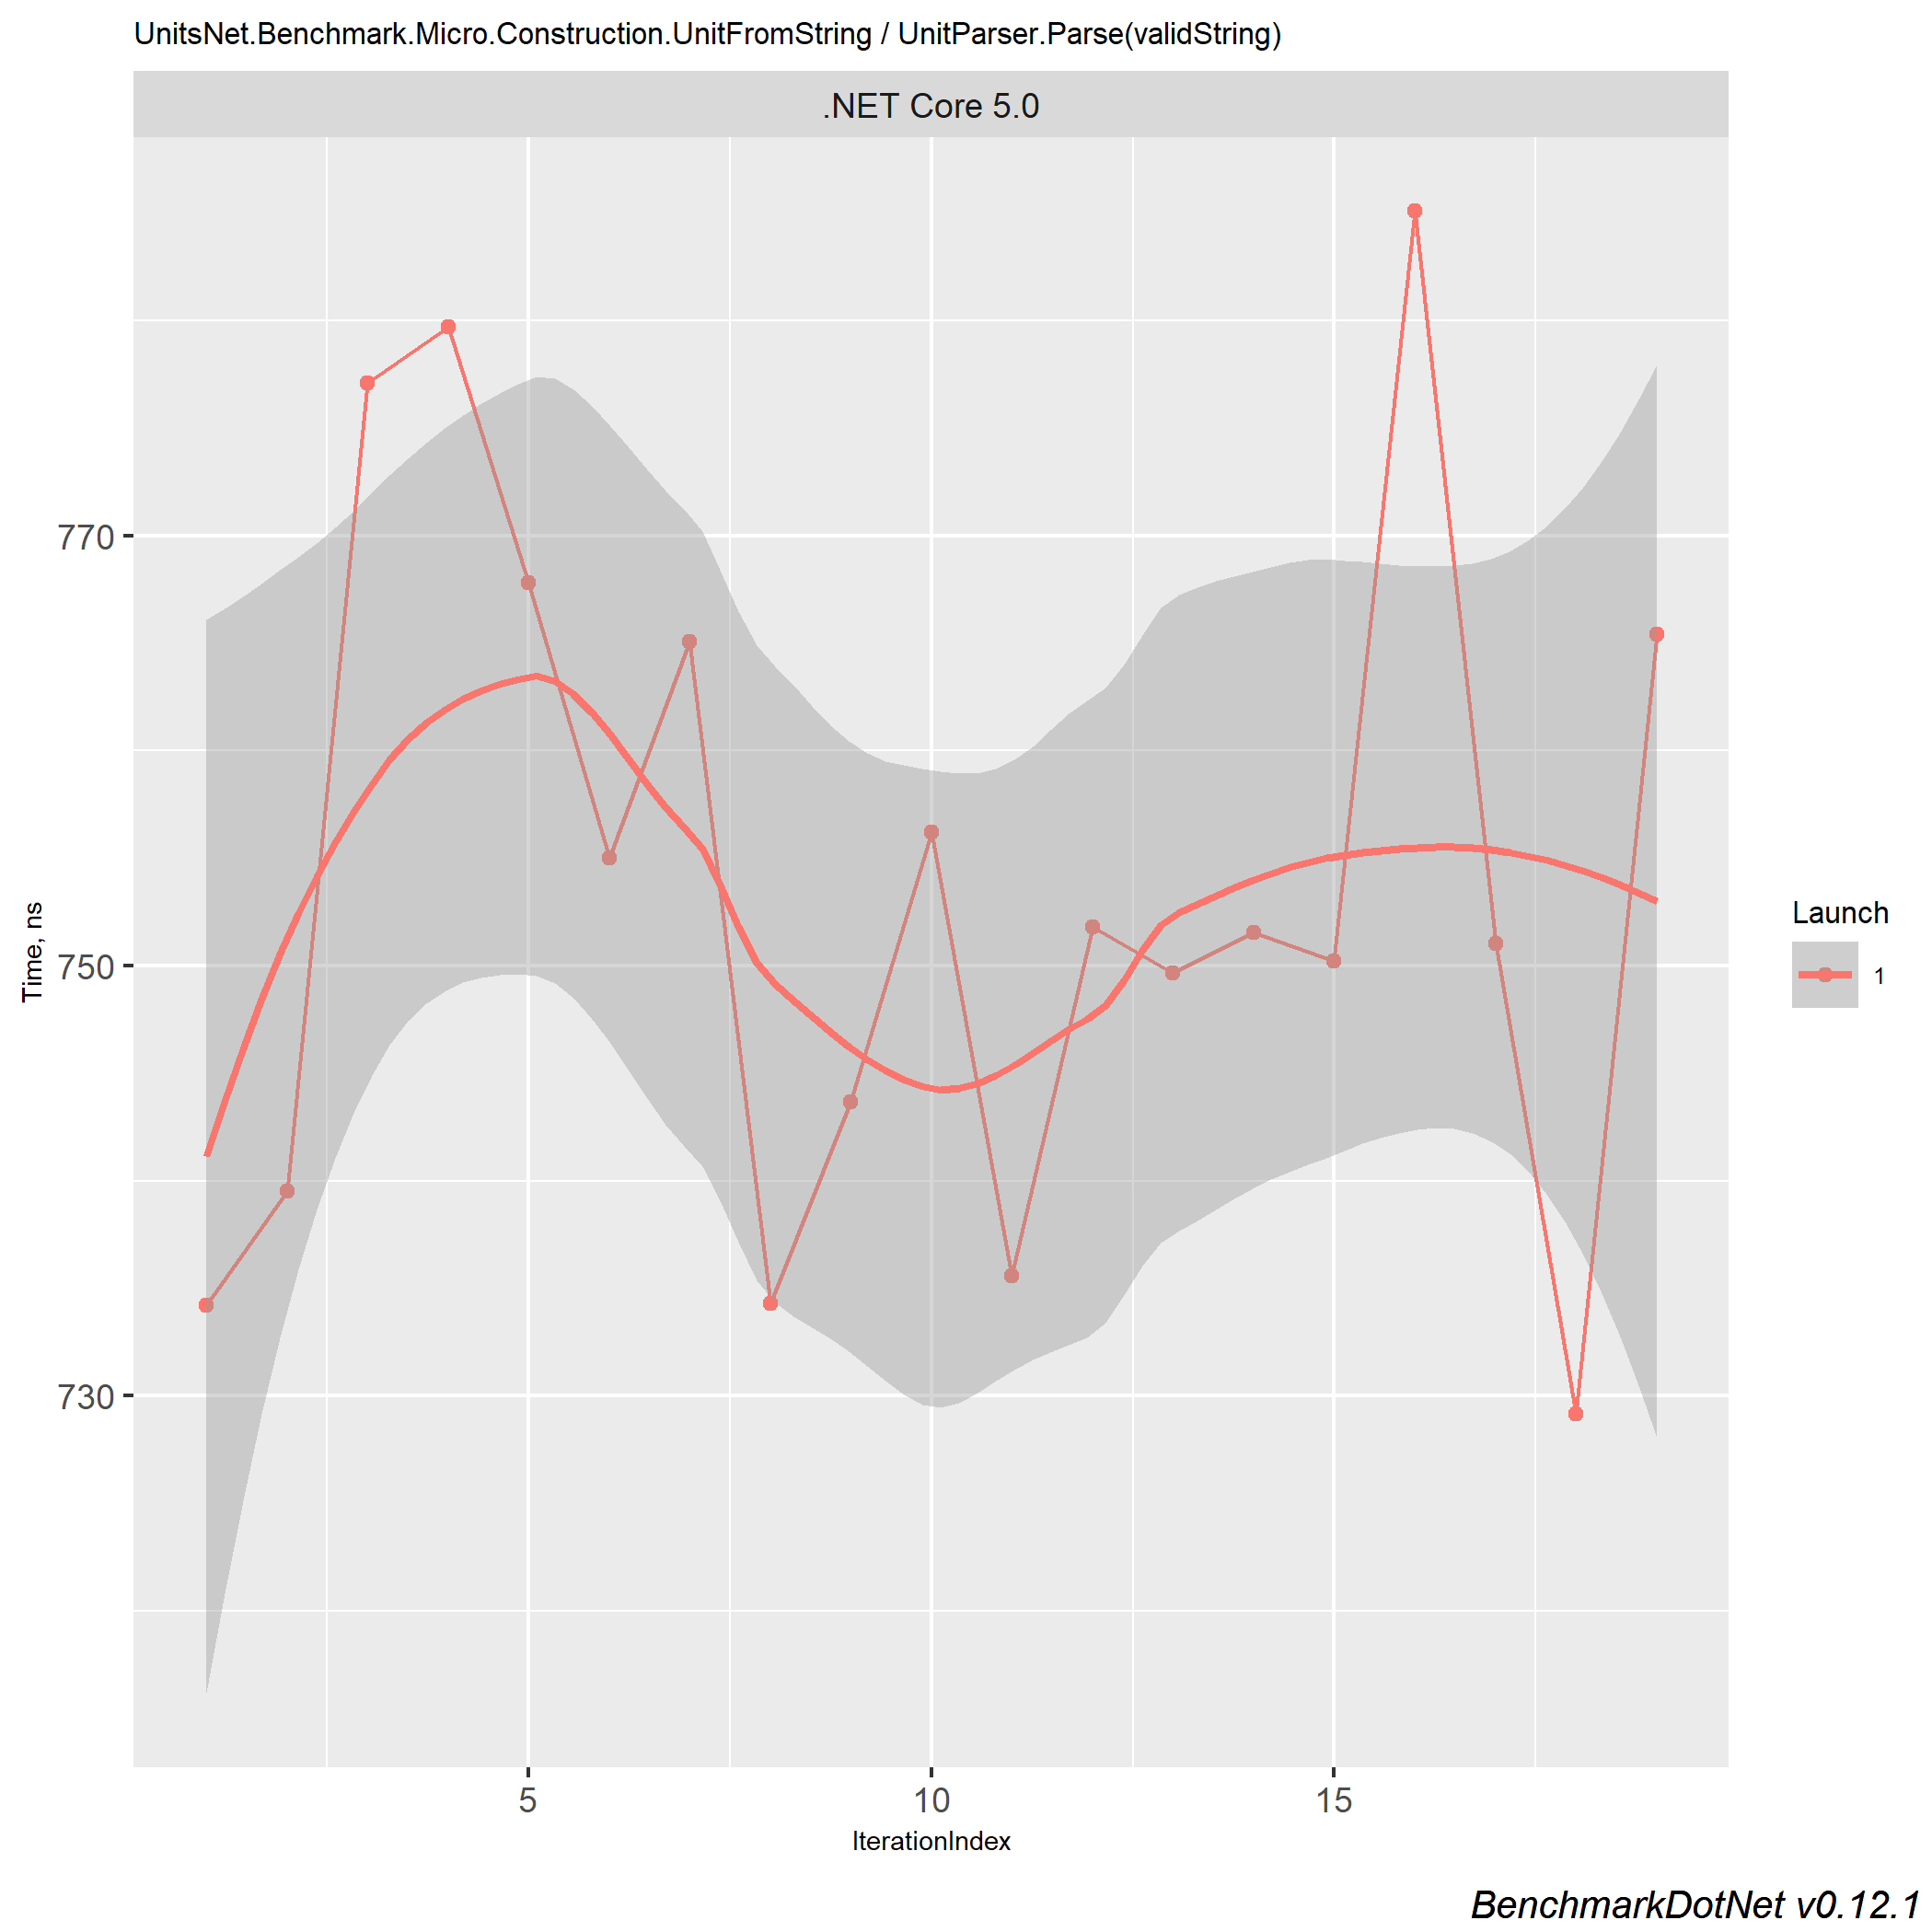 UnitsNet.Benchmark.Micro.Construction.UnitFromString / UnitParser.Parse(validString)
.NET Core 5.0
770
750
730
Time, ns
5 10 15
IterationIndex
Launch
1
BenchmarkDotNet v0.12.1